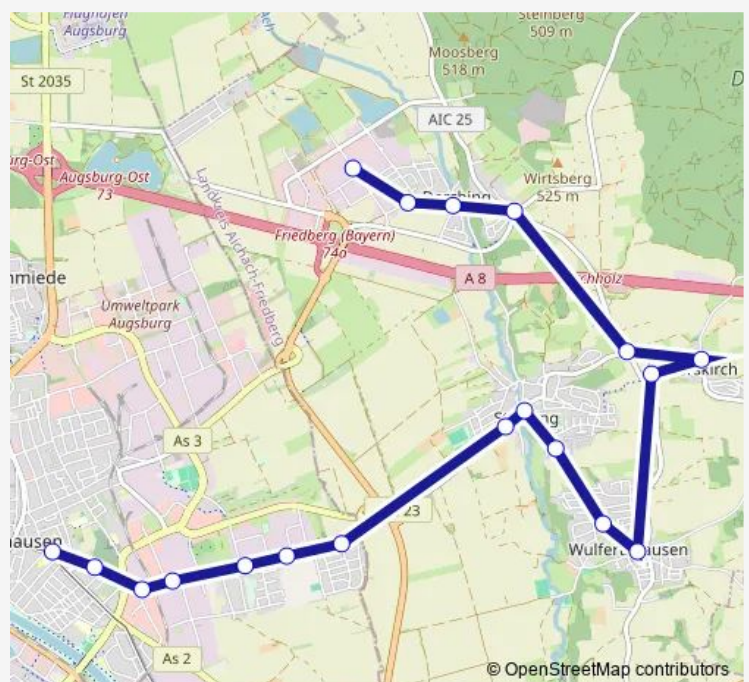 Flughafen
Augsburg
Steinberg
509 m
Moosberg
518 m
St 2035
AIC 25
Augsburg-Ost
73
Wirtsberg
525 m
Landkreis Aichach-Friedberg
Friedberg (Bayern)
74a
A 8
Umweltpark
Augsburg
As 3
23
As 2
© OpenStreetMap contributors